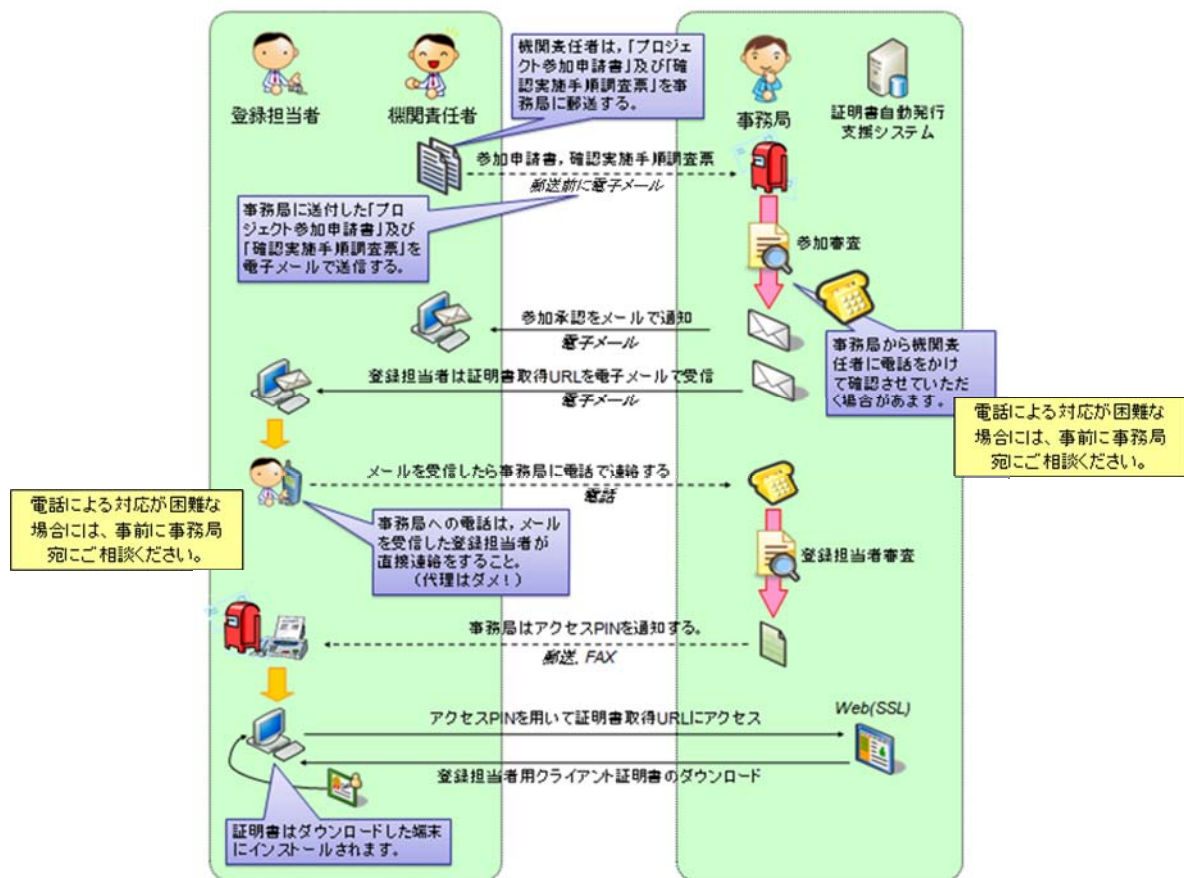 登録担当者
機関責任者
機関責任者は，「プロジェ
クト参加申請書」及び「確
認実施手順調査票」を事
務局に郵送する。
事務局
証明書自動発行
支援システム
参加申請書，確認実施手順調査票
郵送前に電子メール
事務局に送付した「プロ
ジェクト参加申請書」及び
「確認実施手順調査票」を
電子メールで送信する。
参加審査
参加承認をメールで通知
電子メール
事務局から機関責
任者に電話をかけ
て確認させていただ
く場合があます。
登録担当者は証明書取得URLを電子メールで受信
電子メール
電話による対応が困難な
場合には、事前に事務局
宛にご相談ください。
メールを受信したら事務局に電話で連絡する
電話
電話による対応が困難な
場合には、事前に事務局
宛にご相談ください。
事務局への電話は，メール
を受信した登録担当者が
直接連絡をすること。
（代理はダメ！）
登録担当者審査
事務局はアクセスPINを通知する。
郵送, FAX
アクセスPINを用いて証明書取得URLにアクセス
Web(SSL)
登録担当者用クライアント証明書のダウンロード
証明書はダウンロードした端末
にインストールされます。